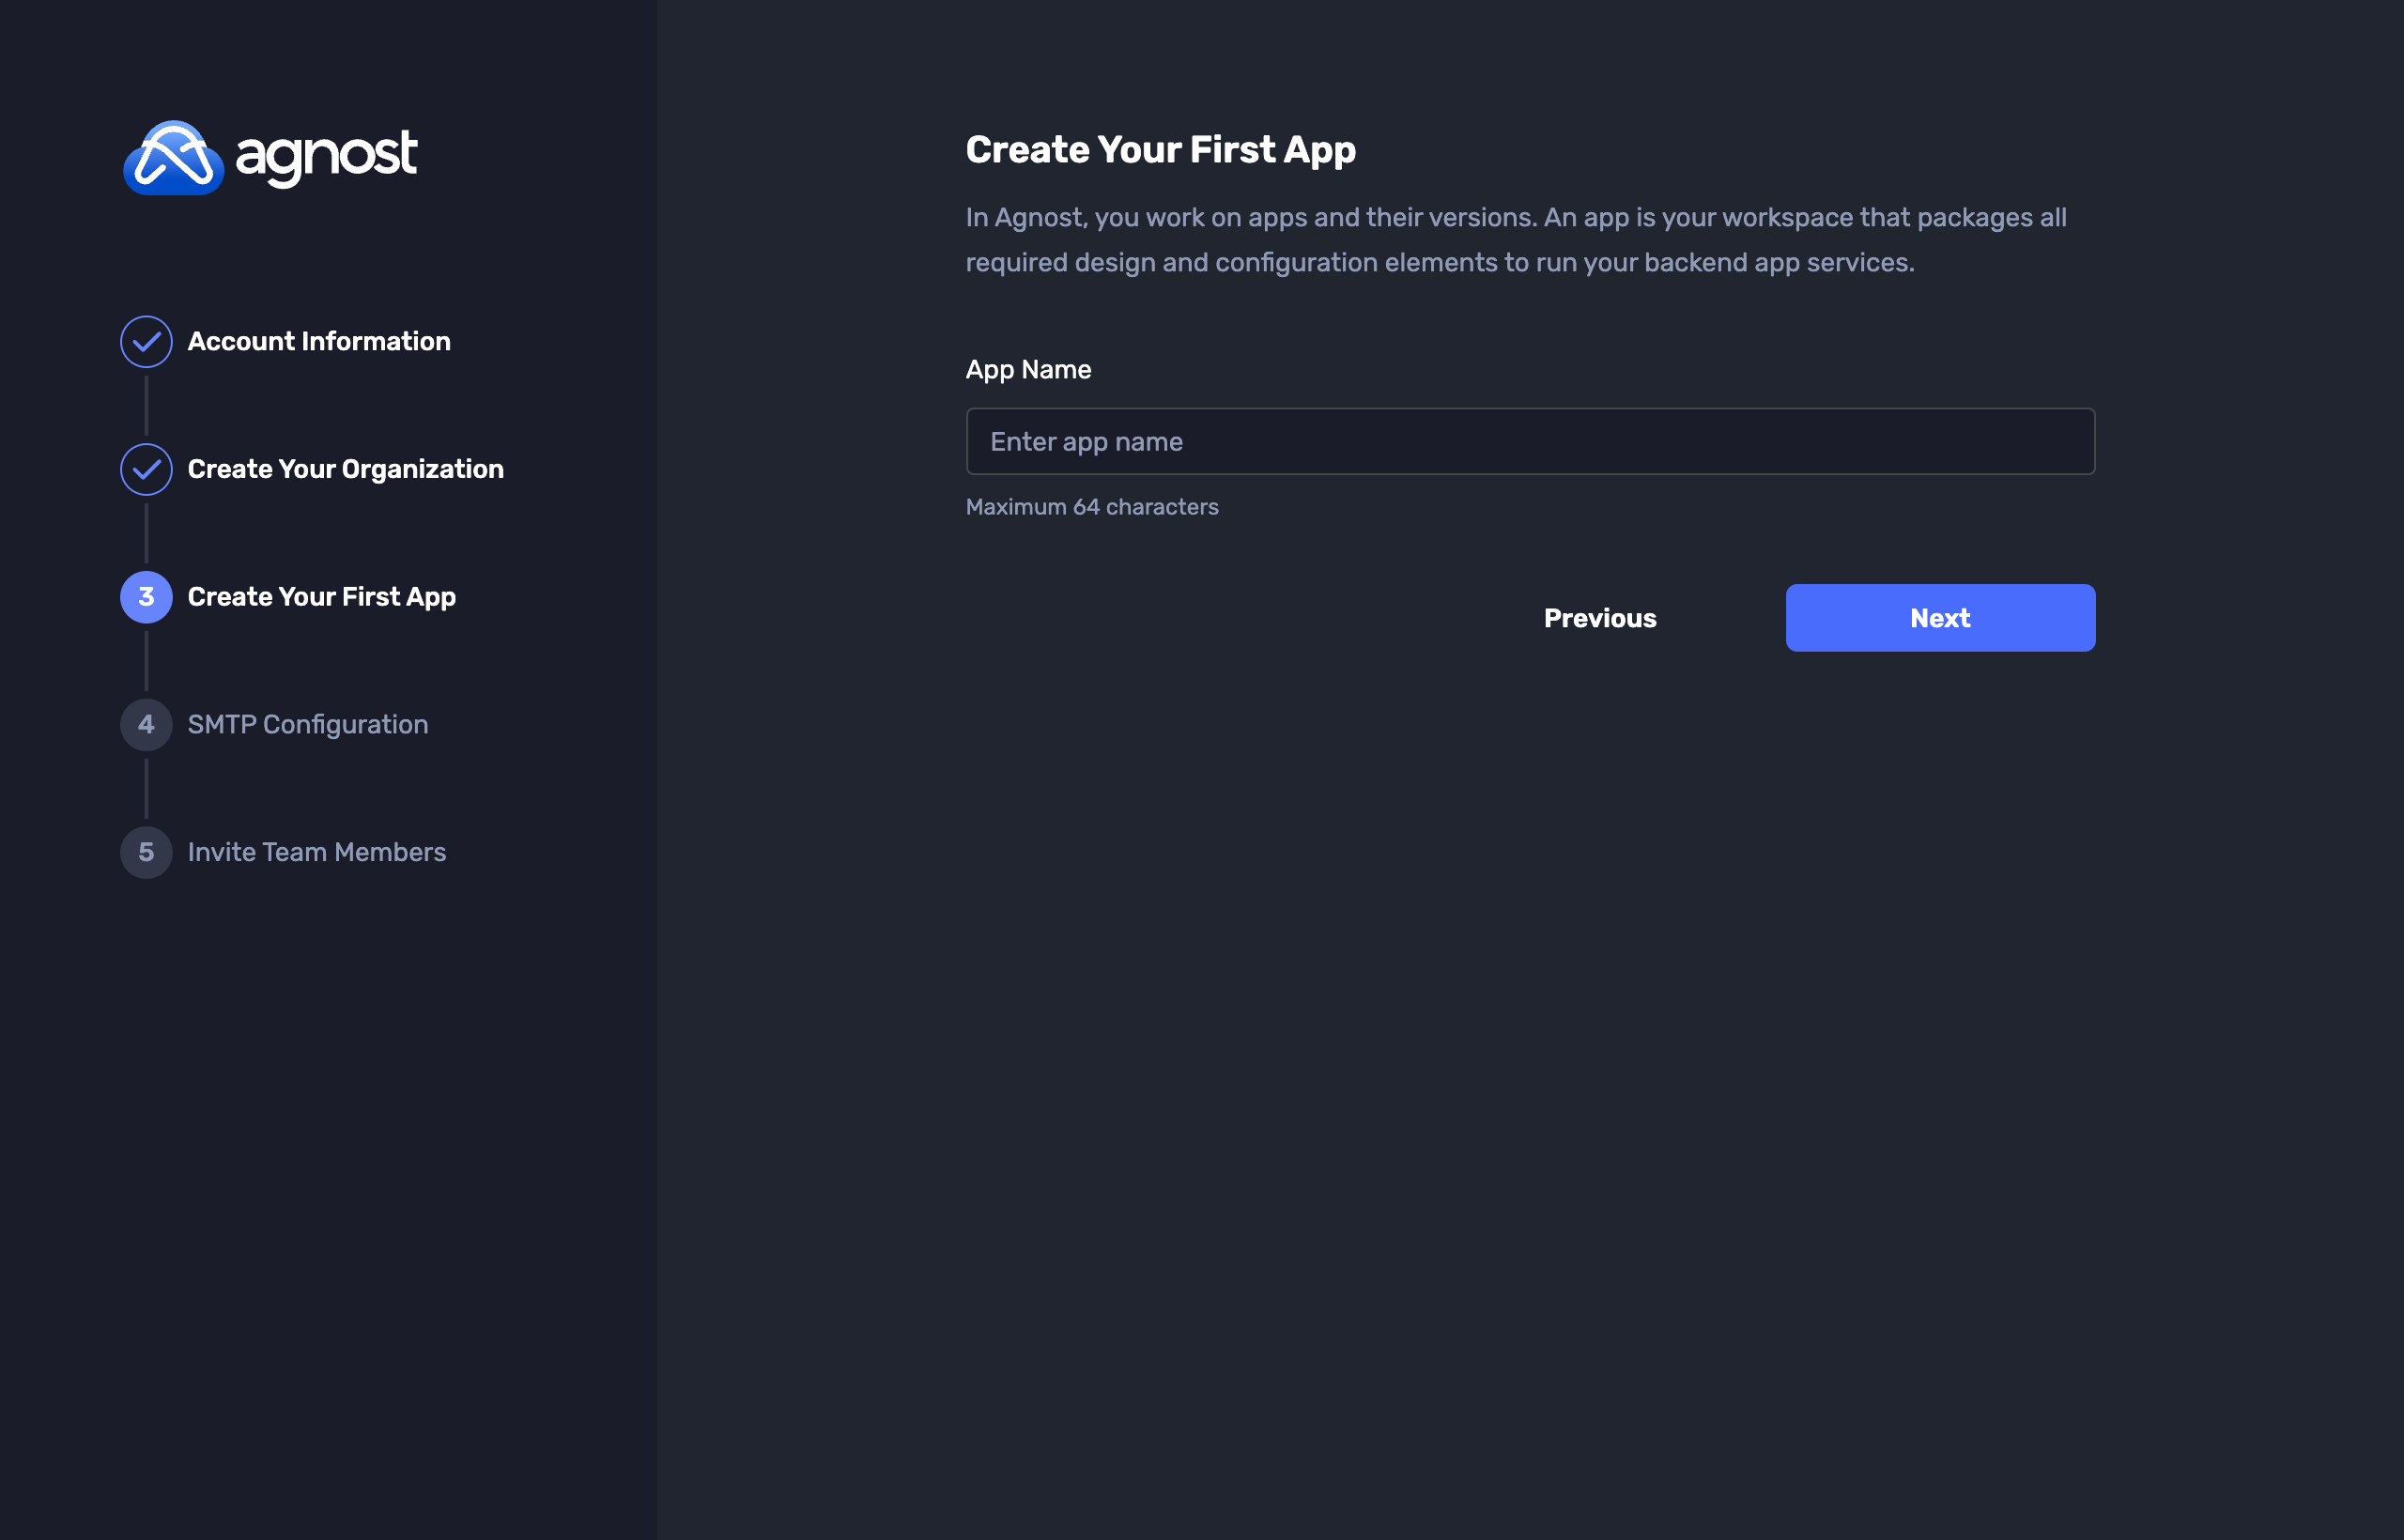 agnost
Account Information
Create Your Organization
3 Create Your First App
4 SMTP Configuration
5 Invite Team Members
Create Your First App
In Agnost, you work on apps and their versions. An app is your workspace that packages all
required design and configuration elements to run your backend app services.
App Name
Enter app name
Maximum 64 characters
Previous
Next